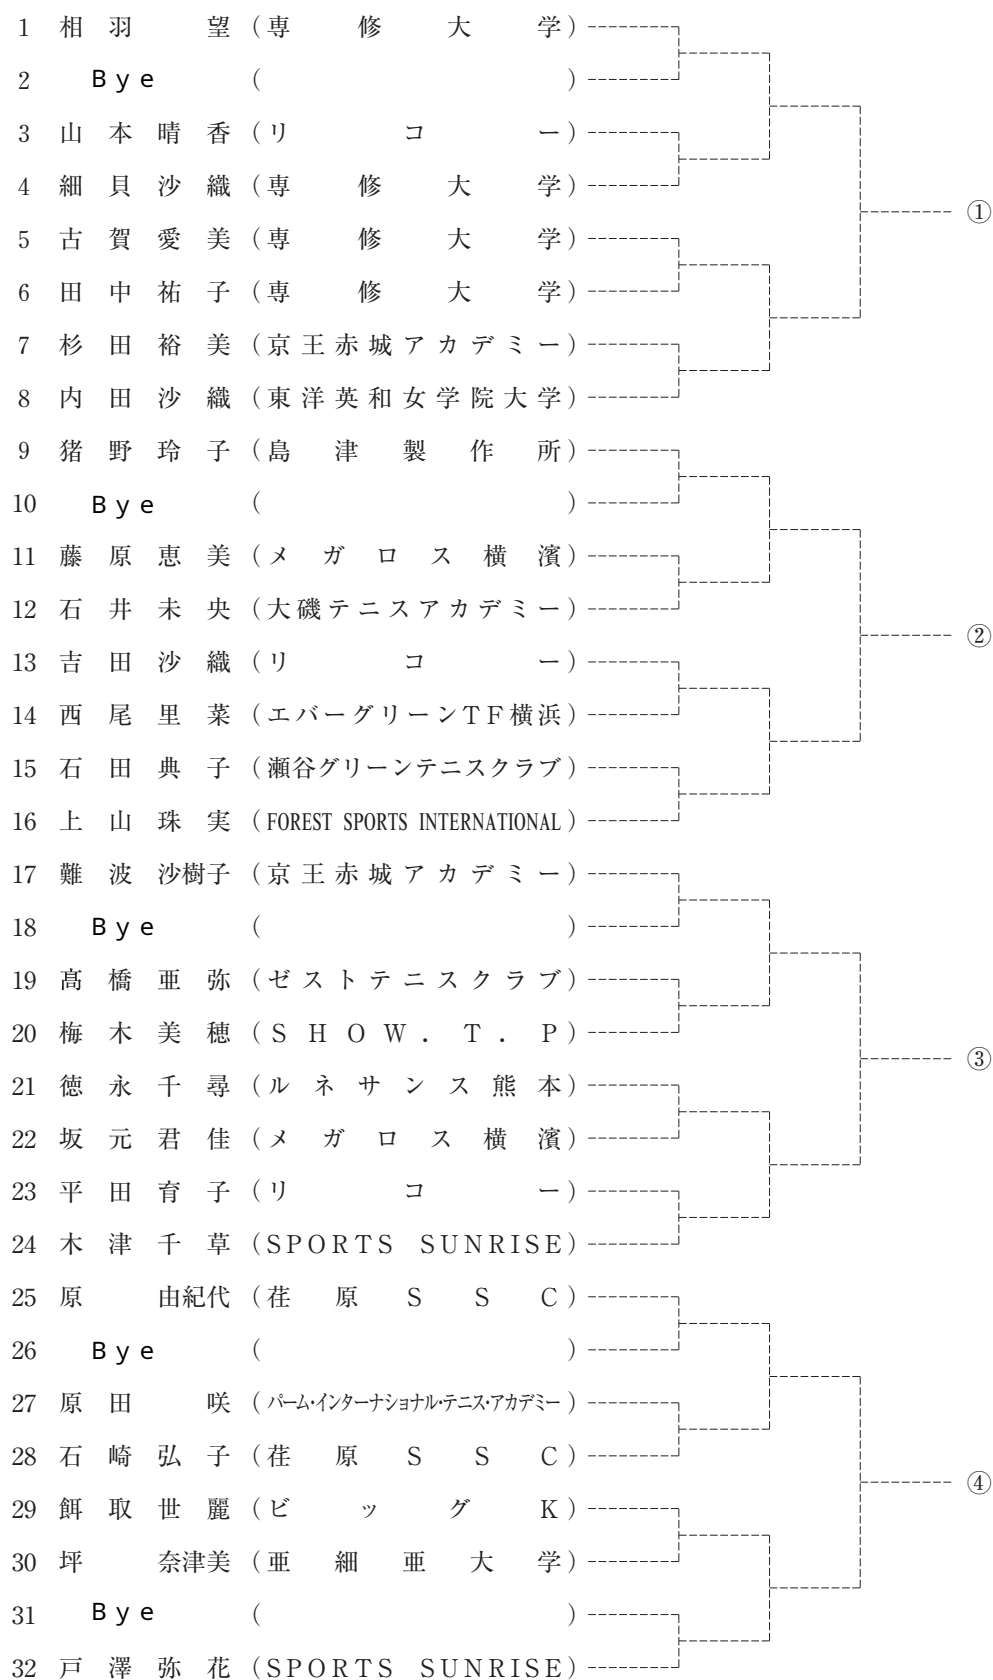 1 相羽 望 (専修大学)
2 Bye ( )
3 山本晴香 (リコー)
4 細貝沙織 (専修大学)
①
5 古賀愛美 (専修大学)
6 田中祐子 (専修大学)
7 杉田裕美 (京王赤城アカデミー)
8 内田沙織 (東洋英和女学院大学)
9 猪野玲子 (島津製作所)
10 Bye ( )
11 藤原恵美 (メガロス横濱)
12 石井未央 (大磯テニスアカデミー)
②
13 吉田沙織 (リコー)
14 西尾里菜 (エバーグリーンTF横浜)
15 石田典子 (瀬谷グリーンテニスクラブ)
16 上山珠実 (FOREST SPORTS INTERNATIONAL)
17 難波沙樹子 (京王赤城アカデミー)
18 Bye ( )
19 髙橋亜弥 (ゼストテニスクラブ)
20 梅木美穂 (SHOW.T.P)
③
21 徳永千尋 (ルネサンス熊本)
22 坂元君佳 (メガロス横濱)
23 平田育子 (リコー)
24 木津千草 (SPORTS SUNRISE)
25 原 由紀代 (荏原SSC)
26 Bye ( )
27 原田 咲 (パーム・インターナショナル・テニス・アカデミー)
28 石崎弘子 (荏原SSC)
④
29 餌取世麗 (ビッグK)
30 坪 奈津美 (亜細亜大学)
31 Bye ( )
32 戸澤弥花 (SPORTS SUNRISE)